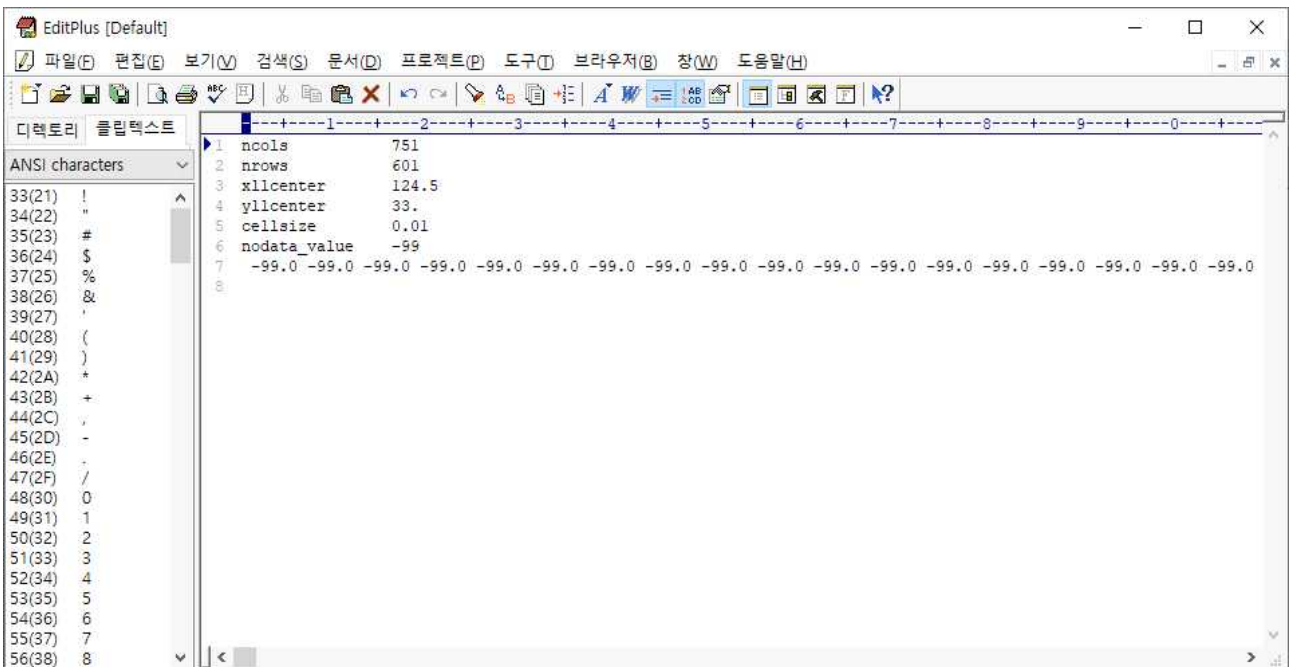 EditPlus [Default]
파일(F) 편집(E) 보기(V) 검색(S) 문서(D) 프로젝트(P) 도구(T) 브라우저(B) 창(W) 도움말(H)
디렉토리 클립텍스트
ANSI characters
----+----1----+----2----+----3----+----4----+----5----+----6----+----7----+----8----+----9----+----0----+----
1 ncols 751
2 nrows 601
3 xllcenter 124.5
4 yllcenter 33.
5 cellsize 0.01
6 nodata_value -99
7 -99.0 -99.0 -99.0 -99.0 -99.0 -99.0 -99.0 -99.0 -99.0 -99.0 -99.0 -99.0 -99.0 -99.0 -99.0 -99.0 -99.0 -99.0
8
33(21) !
34(22) "
35(23) #
36(24) $
37(25) %
38(26) &
39(27) '
40(28) (
41(29) )
42(2A) *
43(2B) +
44(2C) ,
45(2D) -
46(2E) .
47(2F) /
48(30) 0
49(31) 1
50(32) 2
51(33) 3
52(34) 4
53(35) 5
54(36) 6
55(37) 7
56(38) 8